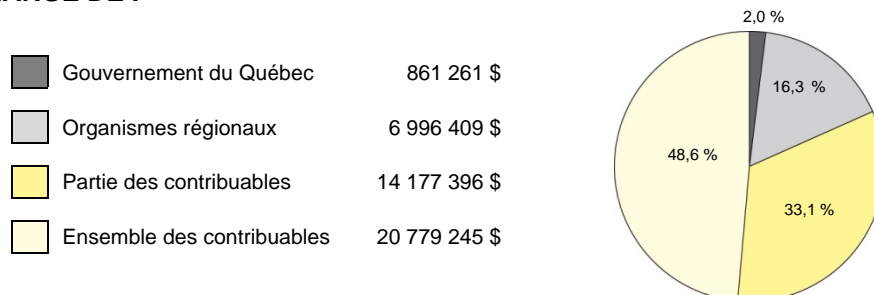 Gouvernement du Québec 861 261 $
Organismes régionaux 6 996 409 $
Partie des contribuables 14 177 396 $
Ensemble des contribuables 20 779 245 $
2,0 %
16,3 %
48,6 %
33,1 %